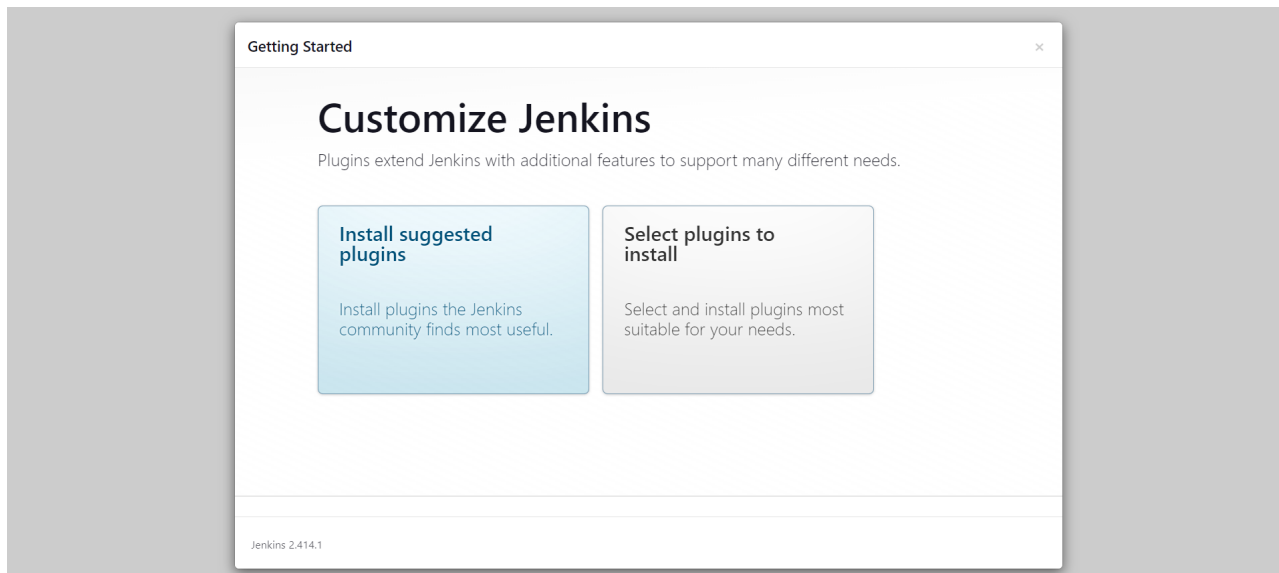 Getting Started
×
Customize Jenkins
Plugins extend Jenkins with additional features to support many different needs.
Install suggested
plugins
Install plugins the Jenkins
community finds most useful.
Select plugins to
install
Select and install plugins most
suitable for your needs.
Jenkins 2.414.1